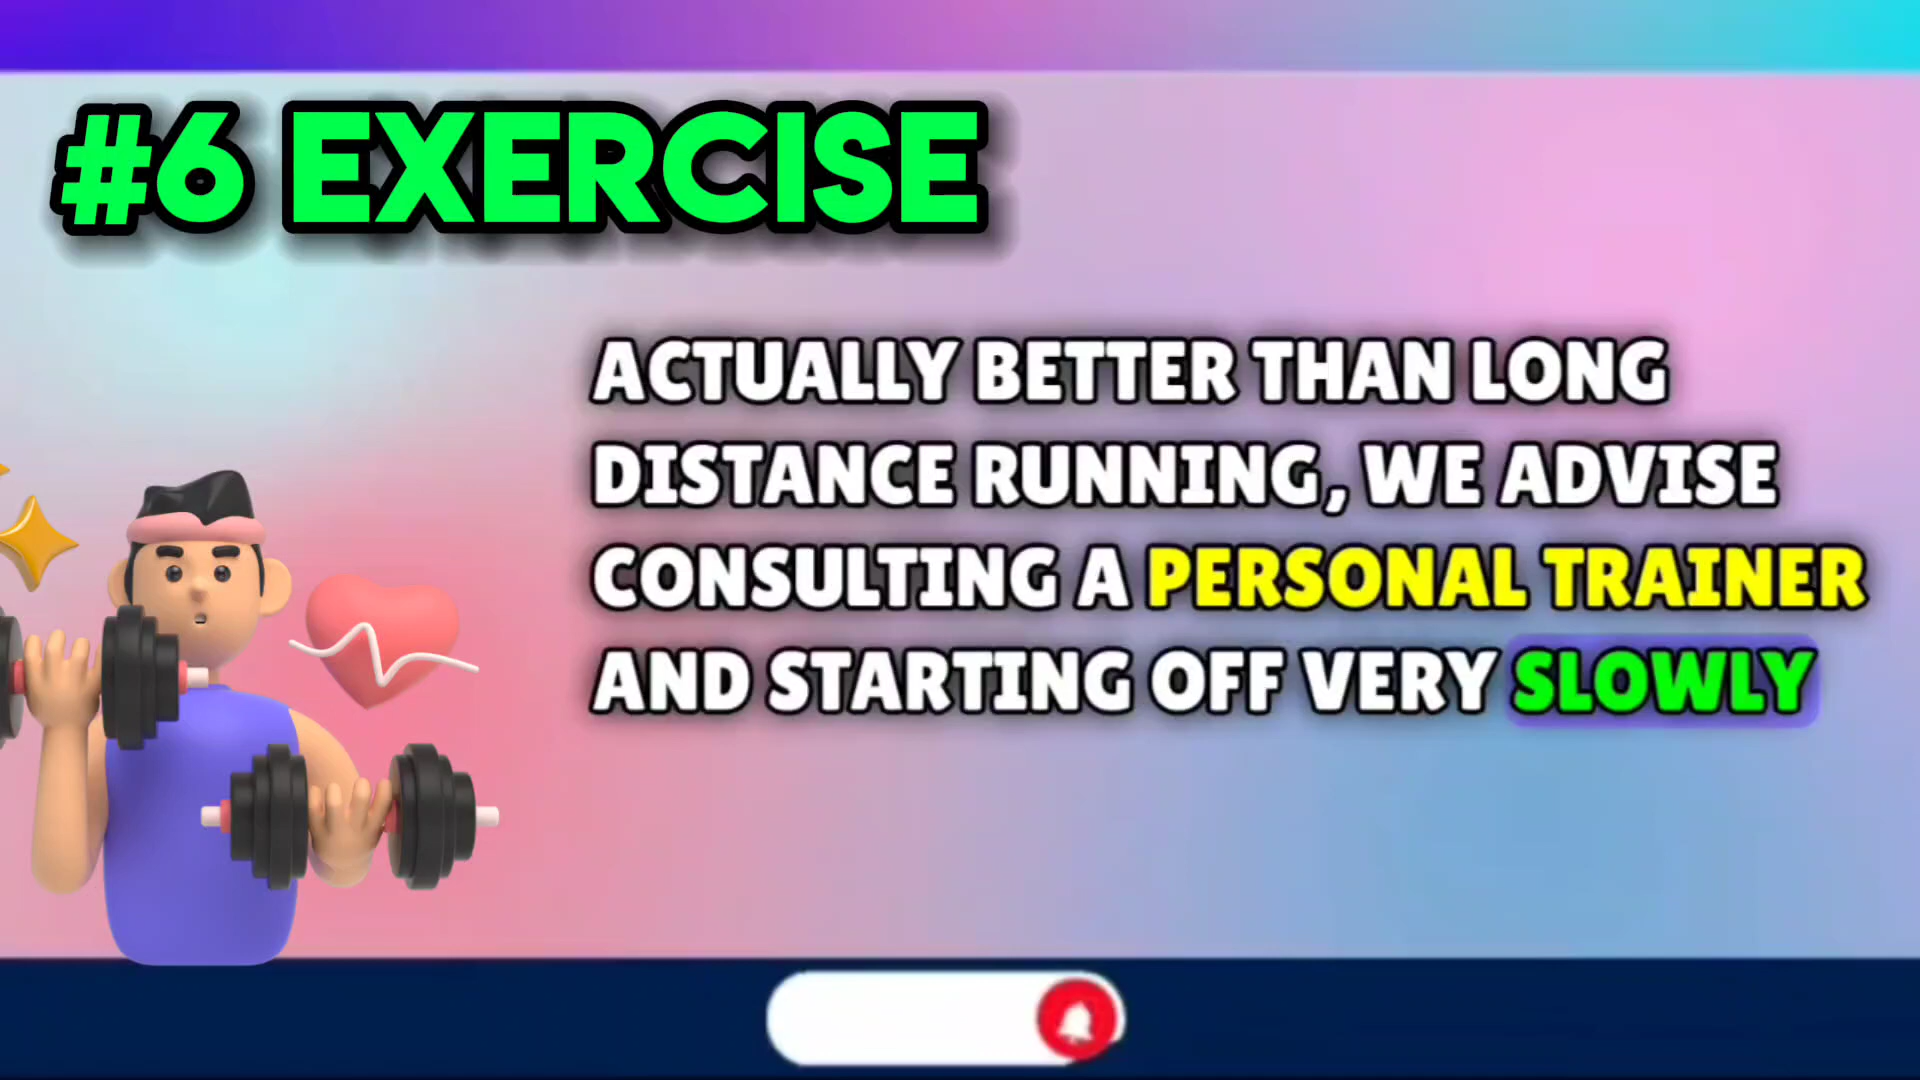 #6 EXERCISE
ACTUALLY BETTER THAN LONG
DISTANCE RUNNING, WE ADVISE
CONSULTING A PERSONAL TRAINER
AND STARTING OFF VERY SLOWLY